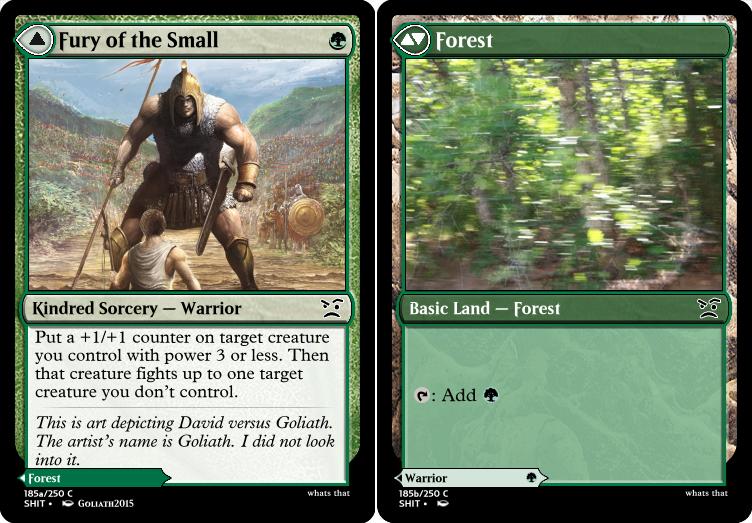 Fury of the Small
Kindred Sorcery — Warrior
Put a +1/+1 counter on target creature
you control with power 3 or less. Then
that creature fights up to one target
creature you don't control.
This is art depicting David versus Goliath.
The artist's name is Goliath. I did not look
into it.
Forest
185a/250 C
SHIT • Goliath2015
whats that
Forest
Basic Land — Forest
: Add
Warrior
185b/250 C
SHIT •
whats that